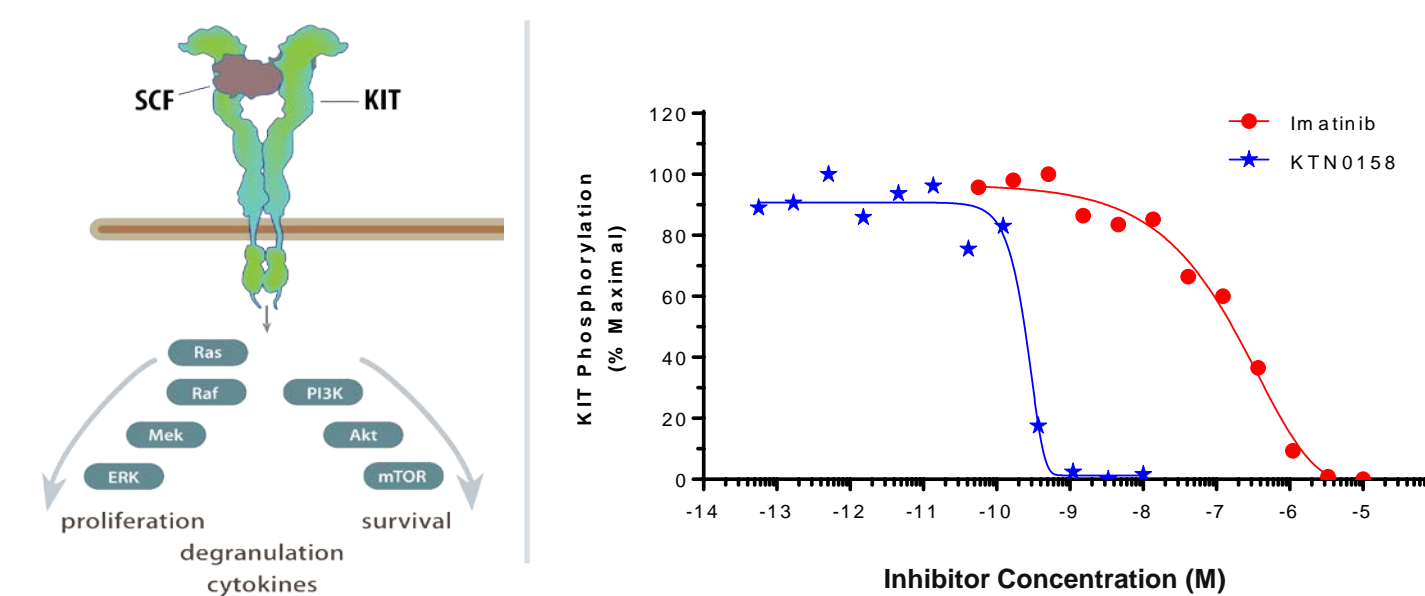 SCF
KIT
Ras
Raf
PI3K
Mek
Akt
ERK
mTOR
proliferation
survival
degranulation
cytokines
KIT Phosphorylation
(% Maximal)
120
100
80
60
40
20
0
-14 -13 -12 -11 -10 -9 -8 -7 -6 -5
Inhibitor Concentration (M)
Imatinib
KTN0158